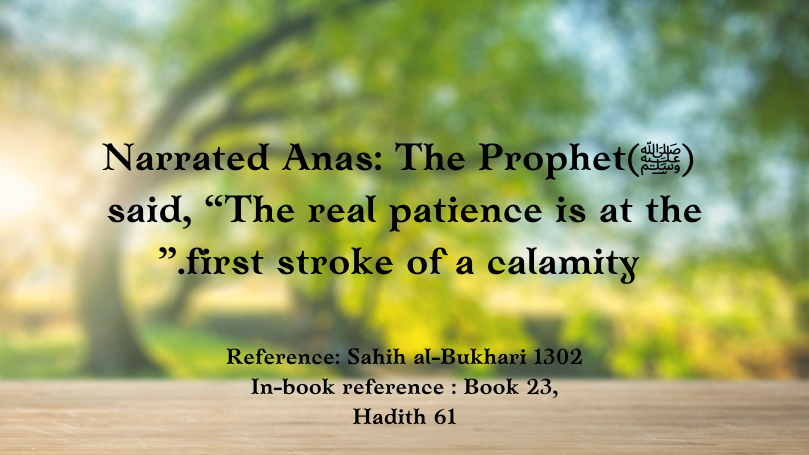 Narrated Anas: The Prophet(ﷺ)
said, “The real patience is at the
”.first stroke of a calamity
Reference: Sahih al-Bukhari 1302
In-book reference : Book 23,
Hadith 61